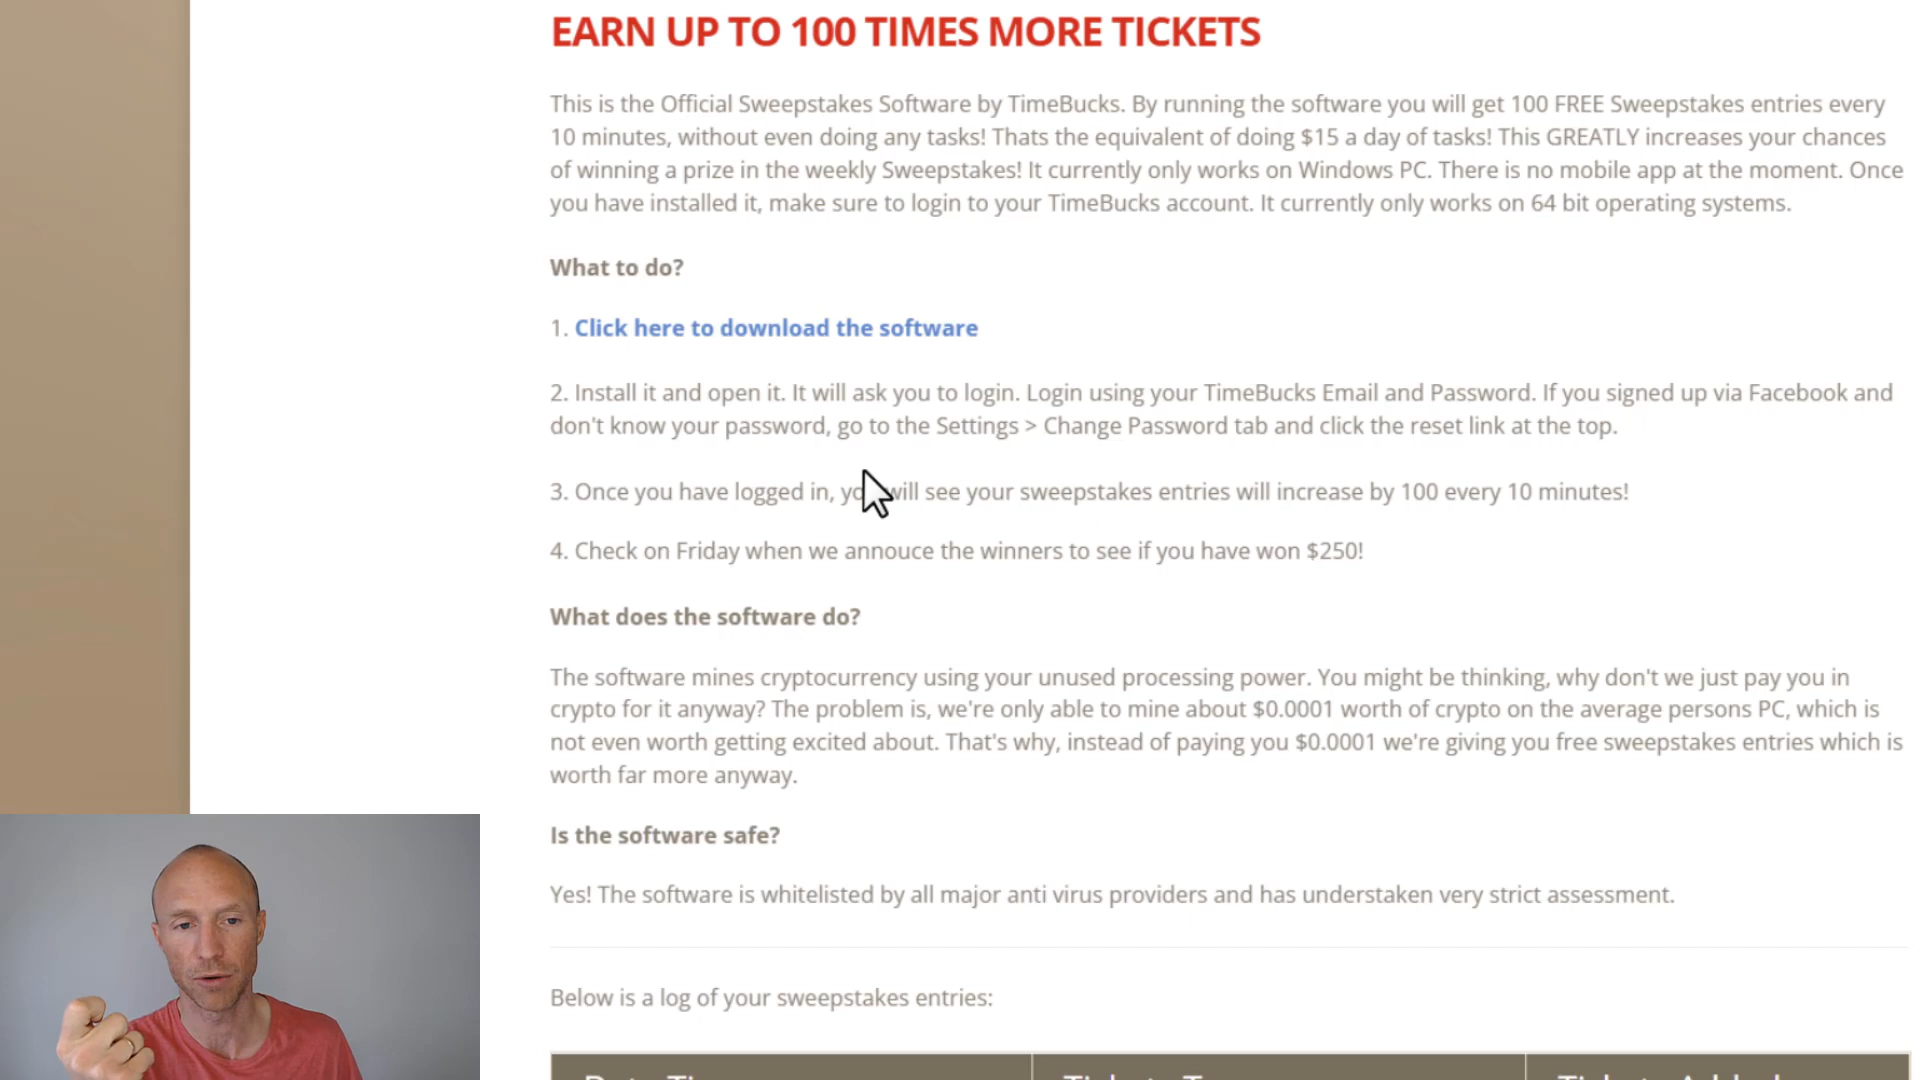 EARN UP TO 100 TIMES MORE TICKETS
This is the Official Sweepstakes Software by TimeBucks. By running the software you will get 100 FREE Sweepstakes entries every
10 minutes, without even doing any tasks! Thats the equivalent of doing $15 a day of tasks! This GREATLY increases your chances
of winning a prize in the weekly Sweepstakes! It currently only works on Windows PC. There is no mobile app at the moment. Once
you have installed it, make sure to login to your TimeBucks account. It currently only works on 64 bit operating systems.
What to do?
1. Click here to download the software
2. Install it and open it. It will ask you to login. Login using your TimeBucks Email and Password. If you signed up via Facebook and
don't know your password, go to the Settings > Change Password tab and click the reset link at the top.
3. Once you have logged in, you will see your sweepstakes entries will increase by 100 every 10 minutes!
4. Check on Friday when we annouce the winners to see if you have won $250!
What does the software do?
The software mines cryptocurrency using your unused processing power. You might be thinking, why don't we just pay you in
crypto for it anyway? The problem is, we're only able to mine about $0.0001 worth of crypto on the average persons PC, which is
not even worth getting excited about. That's why, instead of paying you $0.0001 we're giving you free sweepstakes entries which is
worth far more anyway.
Is the software safe?
Yes! The software is whitelisted by all major anti virus providers and has understaken very strict assessment.
Below is a log of your sweepstakes entries: